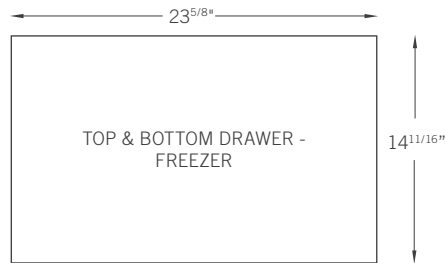 23 5/8"
TOP & BOTTOM DRAWER -
FREEZER
14 11/16"